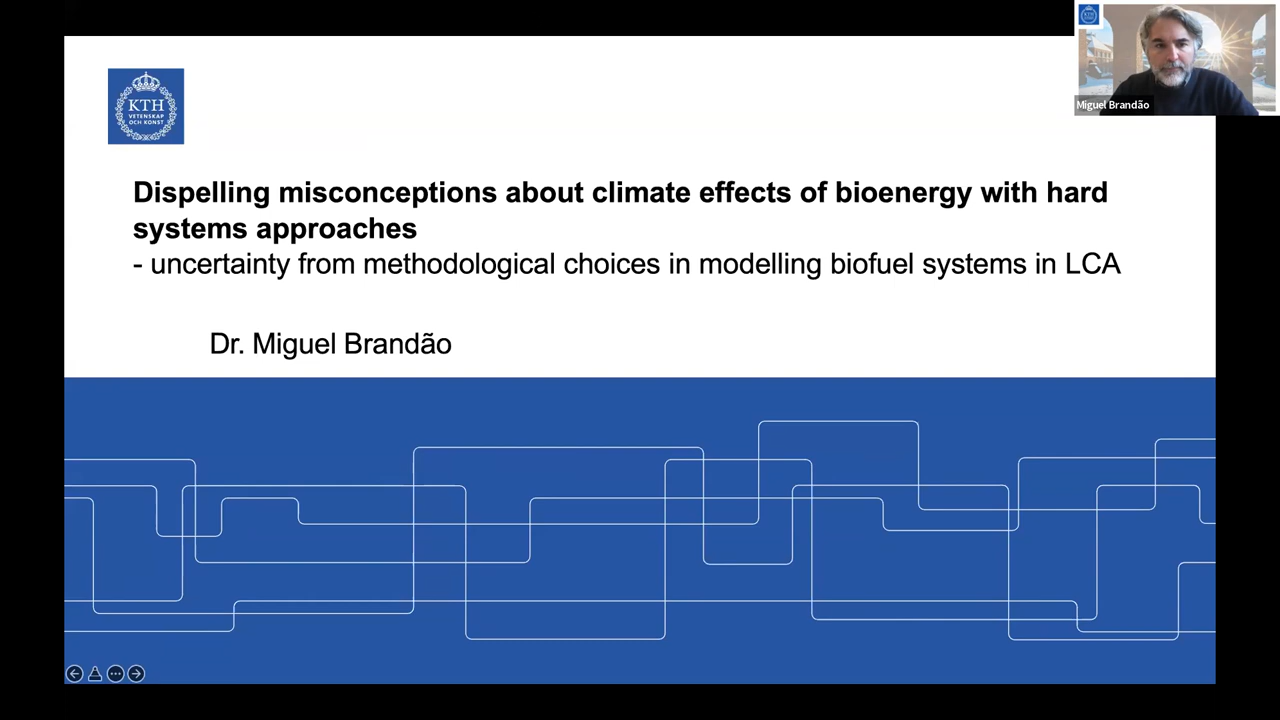 KTH
VETENSKAP
OCH KONST
Miguel Brandão
Dispelling misconceptions about climate effects of bioenergy with hard
systems approaches
- uncertainty from methodological choices in modelling biofuel systems in LCA
Dr. Miguel Brandão